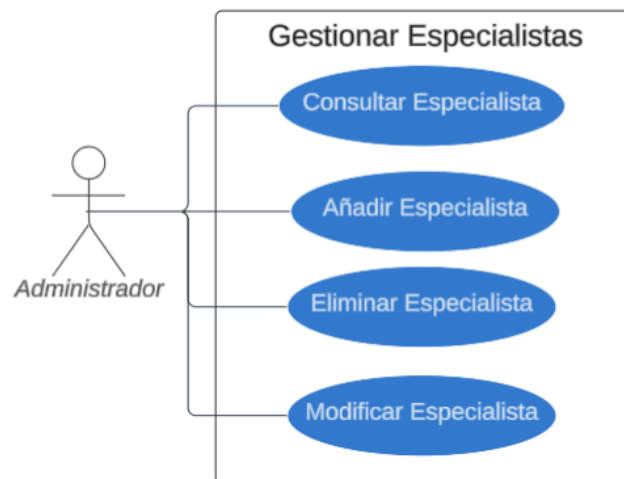 Gestionar Especialistas
Consultar Especialista
Añadir Especialista
Administrador
Eliminar Especialista
Modificar Especialista